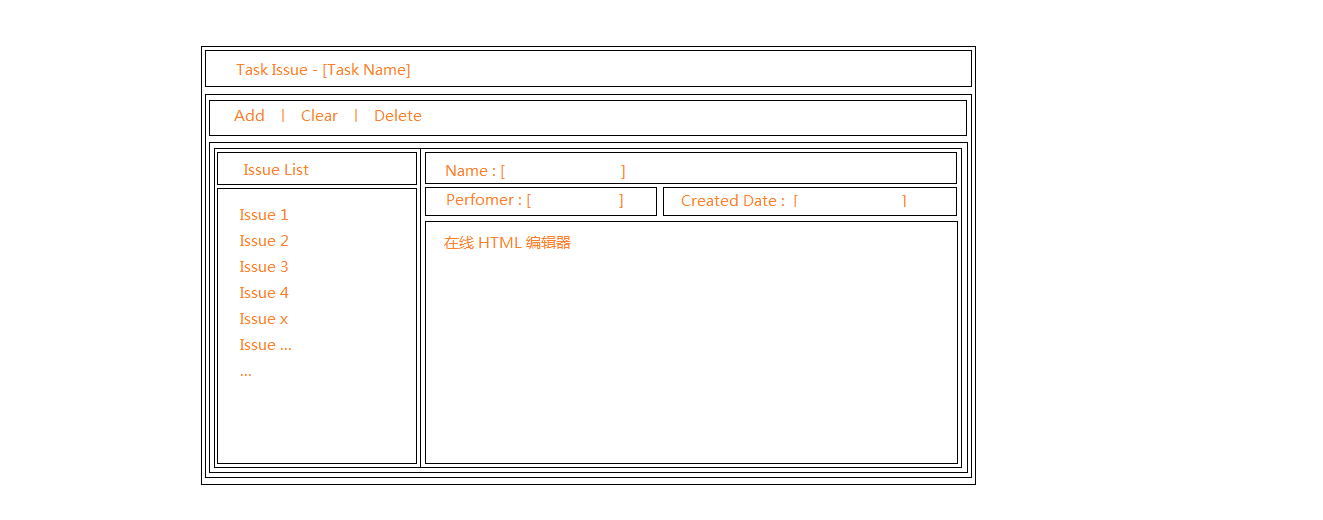 Task Issue - [Task Name]
Add | Clear | Delete
Issue List
Issue 1
Issue 2
Issue 3
Issue 4
Issue x
Issue ...
...
Name : [ ]
Perfomer : [ ]
Created Date : [ ]
在线 HTML 编辑器